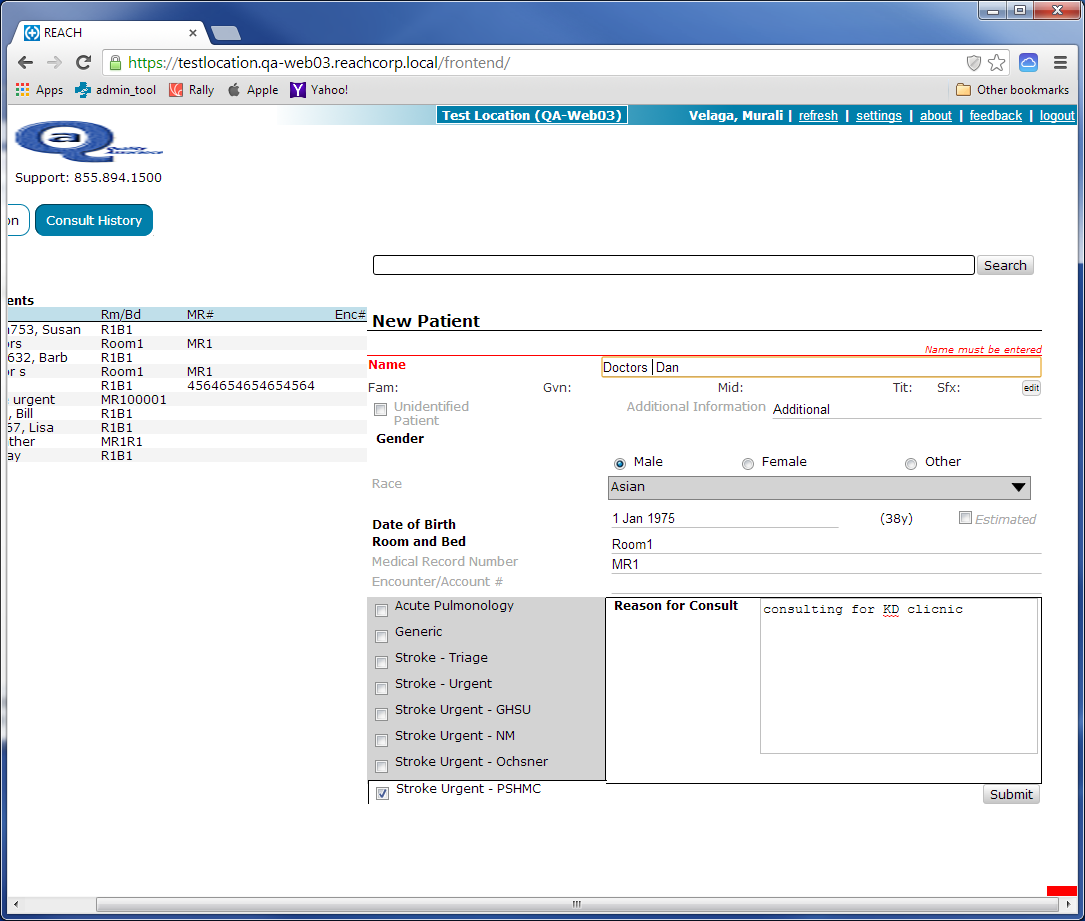 REACH
https://testlocation.qa-web03.reachcorp.local/frontend/
Apps admin_tool Rally Apple Yahoo! Other bookmarks
Test Location (QA-Web03) Velaga, Murali | refresh | settings | about | feedback | logout
Support: 855.894.1500
on Consult History
Search
ents
Rm/Bd MR# Enc#
753, Susan R1B1
rs Room1 MR1
632, Barb R1B1
r s Room1 MR1
R1B1 4564654654654564
urgent MR100001
, Bill R1B1
67, Lisa R1B1
ther MR1R1
ay R1B1
New Patient
Name must be entered
Name Doctors Dan
Fam: Gvn: Mid: Tit: Sfx: edit
Unidentified Patient Additional Information Additional
Gender
Male Female Other
Race Asian
Date of Birth 1 Jan 1975 (38y) Estimated
Room and Bed Room1
Medical Record Number MR1
Encounter/Account #
Acute Pulmonology
Generic
Stroke - Triage
Stroke - Urgent
Stroke Urgent - GHSU
Stroke Urgent - NM
Stroke Urgent - Ochsner
Stroke Urgent - PSHMC
Reason for Consult consulting for KD clicnic
Submit